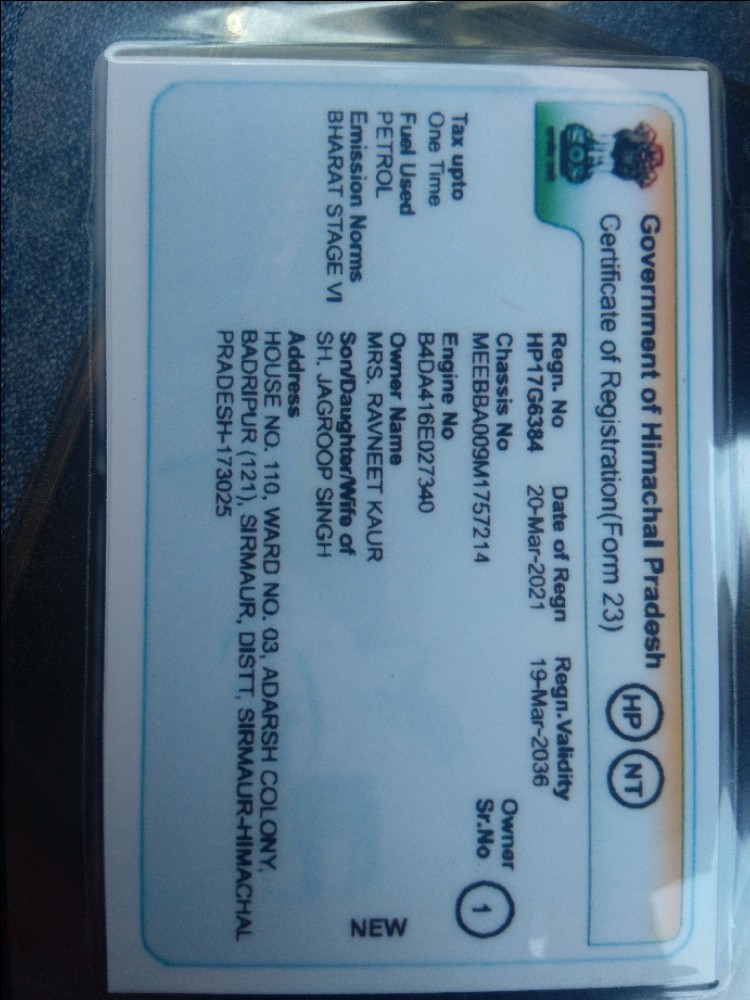 Government of Himachal Pradesh
Certificate of Registration(Form 23)
HP NT
Regn. No Date of Regn Regn.Validity
HP17G6384 20-Mar-2021 19-Mar-2036
Chassis No
MEEBBA009M1757214
Owner
Sr.No 1
Tax upto
One Time
Engine No
B4DA416E027340
Fuel Used
PETROL
Owner Name
MRS. RAVNEET KAUR
NEW
Emission Norms
BHARAT STAGE VI
Son/Daughter/Wife of
SH. JAGROOP SINGH
Address
HOUSE NO. 110, WARD NO. 03, ADARSH COLONY,
BADRIPUR (121), SIRMAUR, DISTT, SIRMAUR-HIMACHAL
PRADESH-173025